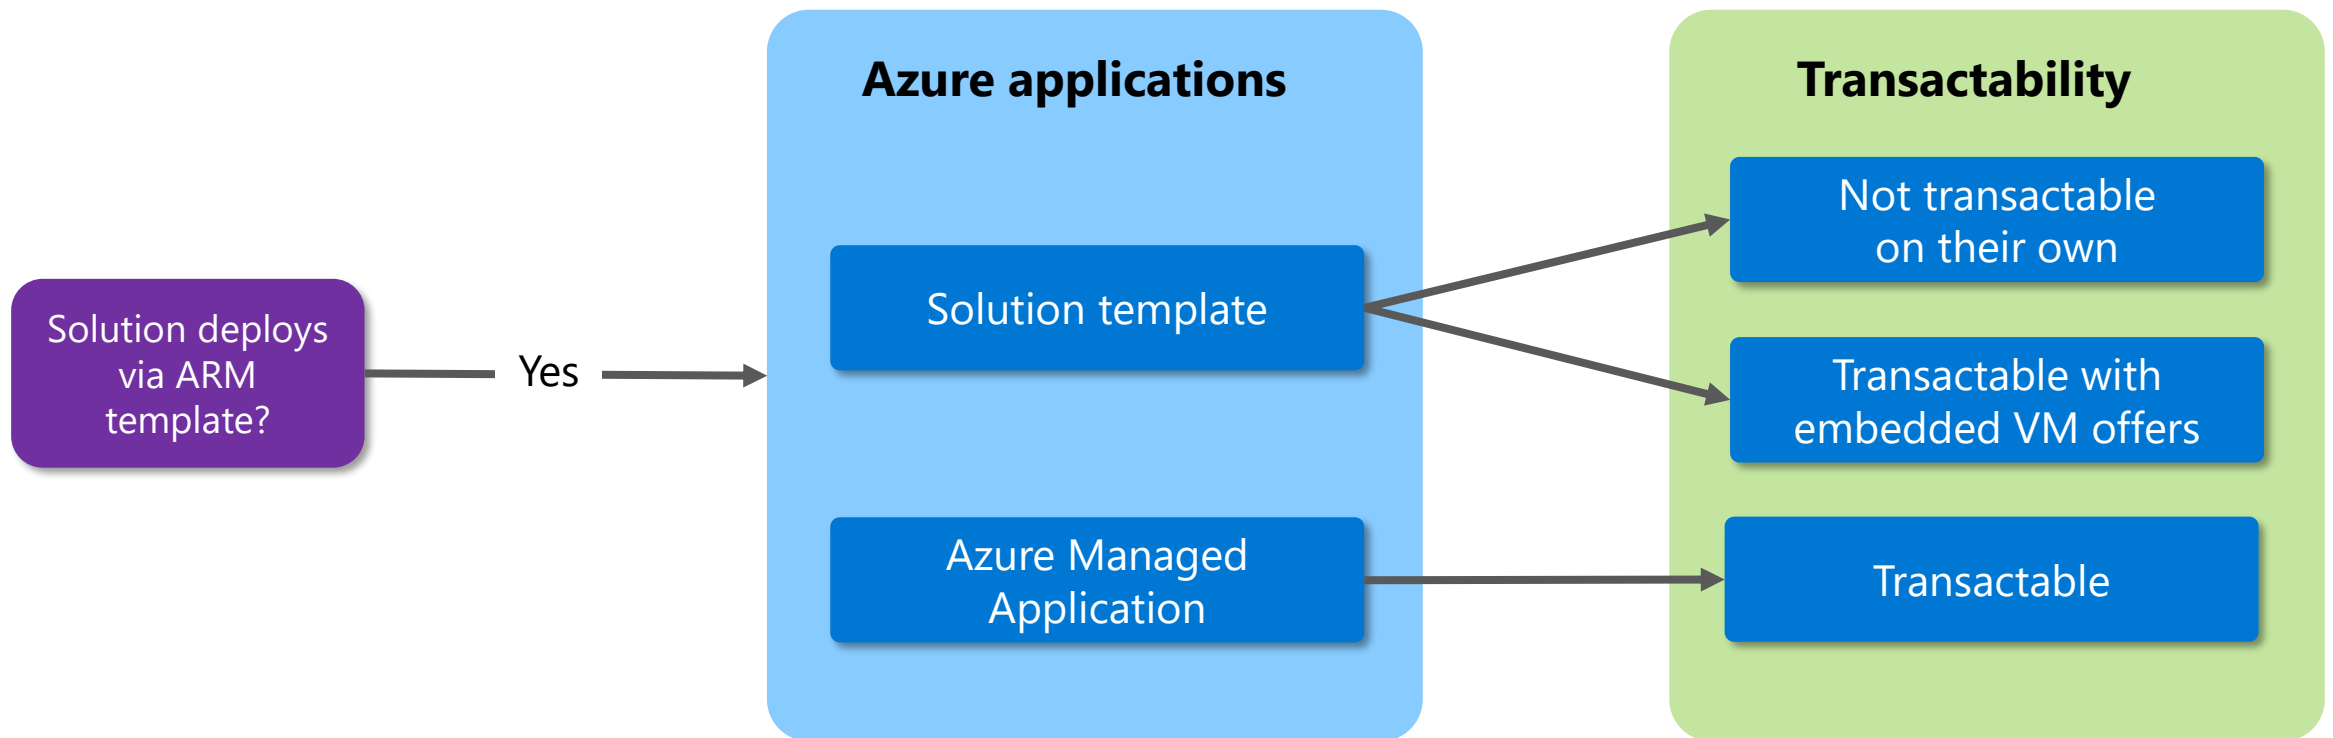 Solution deploys
via ARM
template?
Yes
Azure applications
Solution template
Azure Managed
Application
Transactability
Not transactable
on their own
Transactable with
embedded VM offers
Transactable